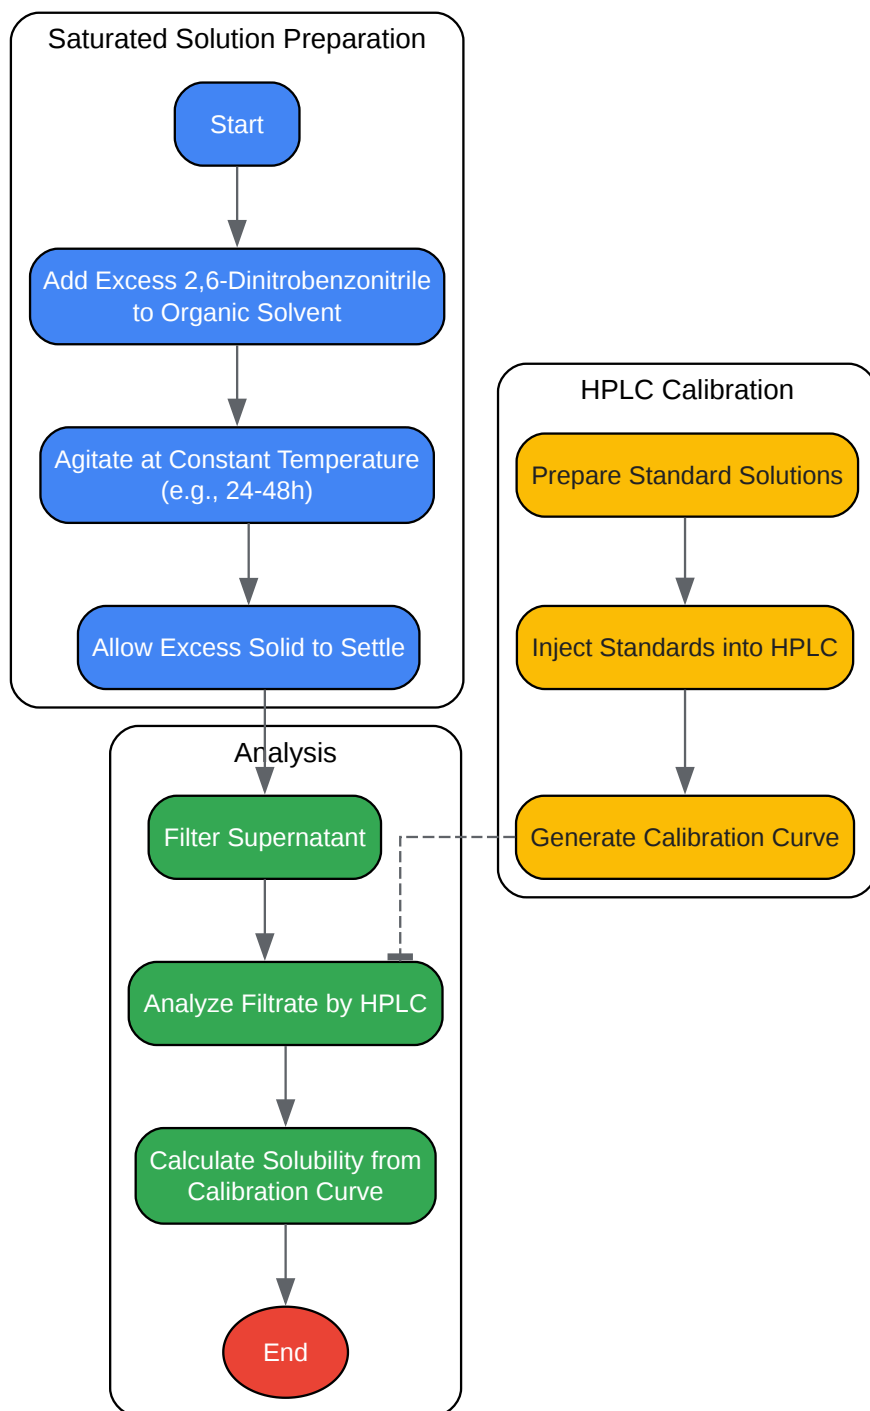 Saturated Solution Preparation
Start
Add Excess 2,6-Dinitrobenzonitrile
to Organic Solvent
Agitate at Constant Temperature
(e.g., 24-48h)
Allow Excess Solid to Settle
HPLC Calibration
Prepare Standard Solutions
Inject Standards into HPLC
Generate Calibration Curve
Analysis
Filter Supernatant
Analyze Filtrate by HPLC
Calculate Solubility from
Calibration Curve
End